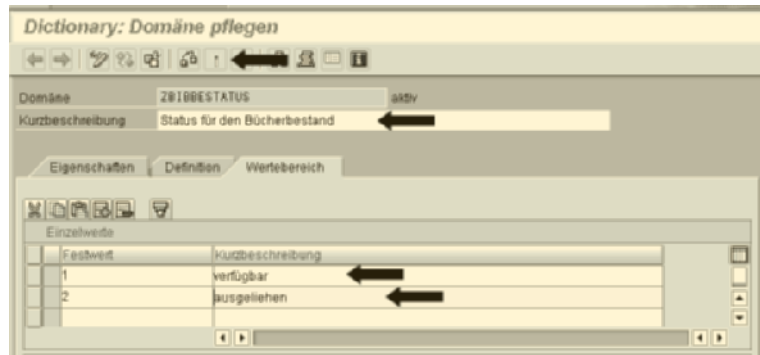 Dictionary: Domäne pflegen
Domäne ZBIBBESTATUS aktiv
Kurzbeschreibung Status für den Bücherbestand
Eigenschaften Definition Wertebereich
Einzelwerte
Festwert Kurzbeschreibung
1 verfügbar
2 ausgeliehen